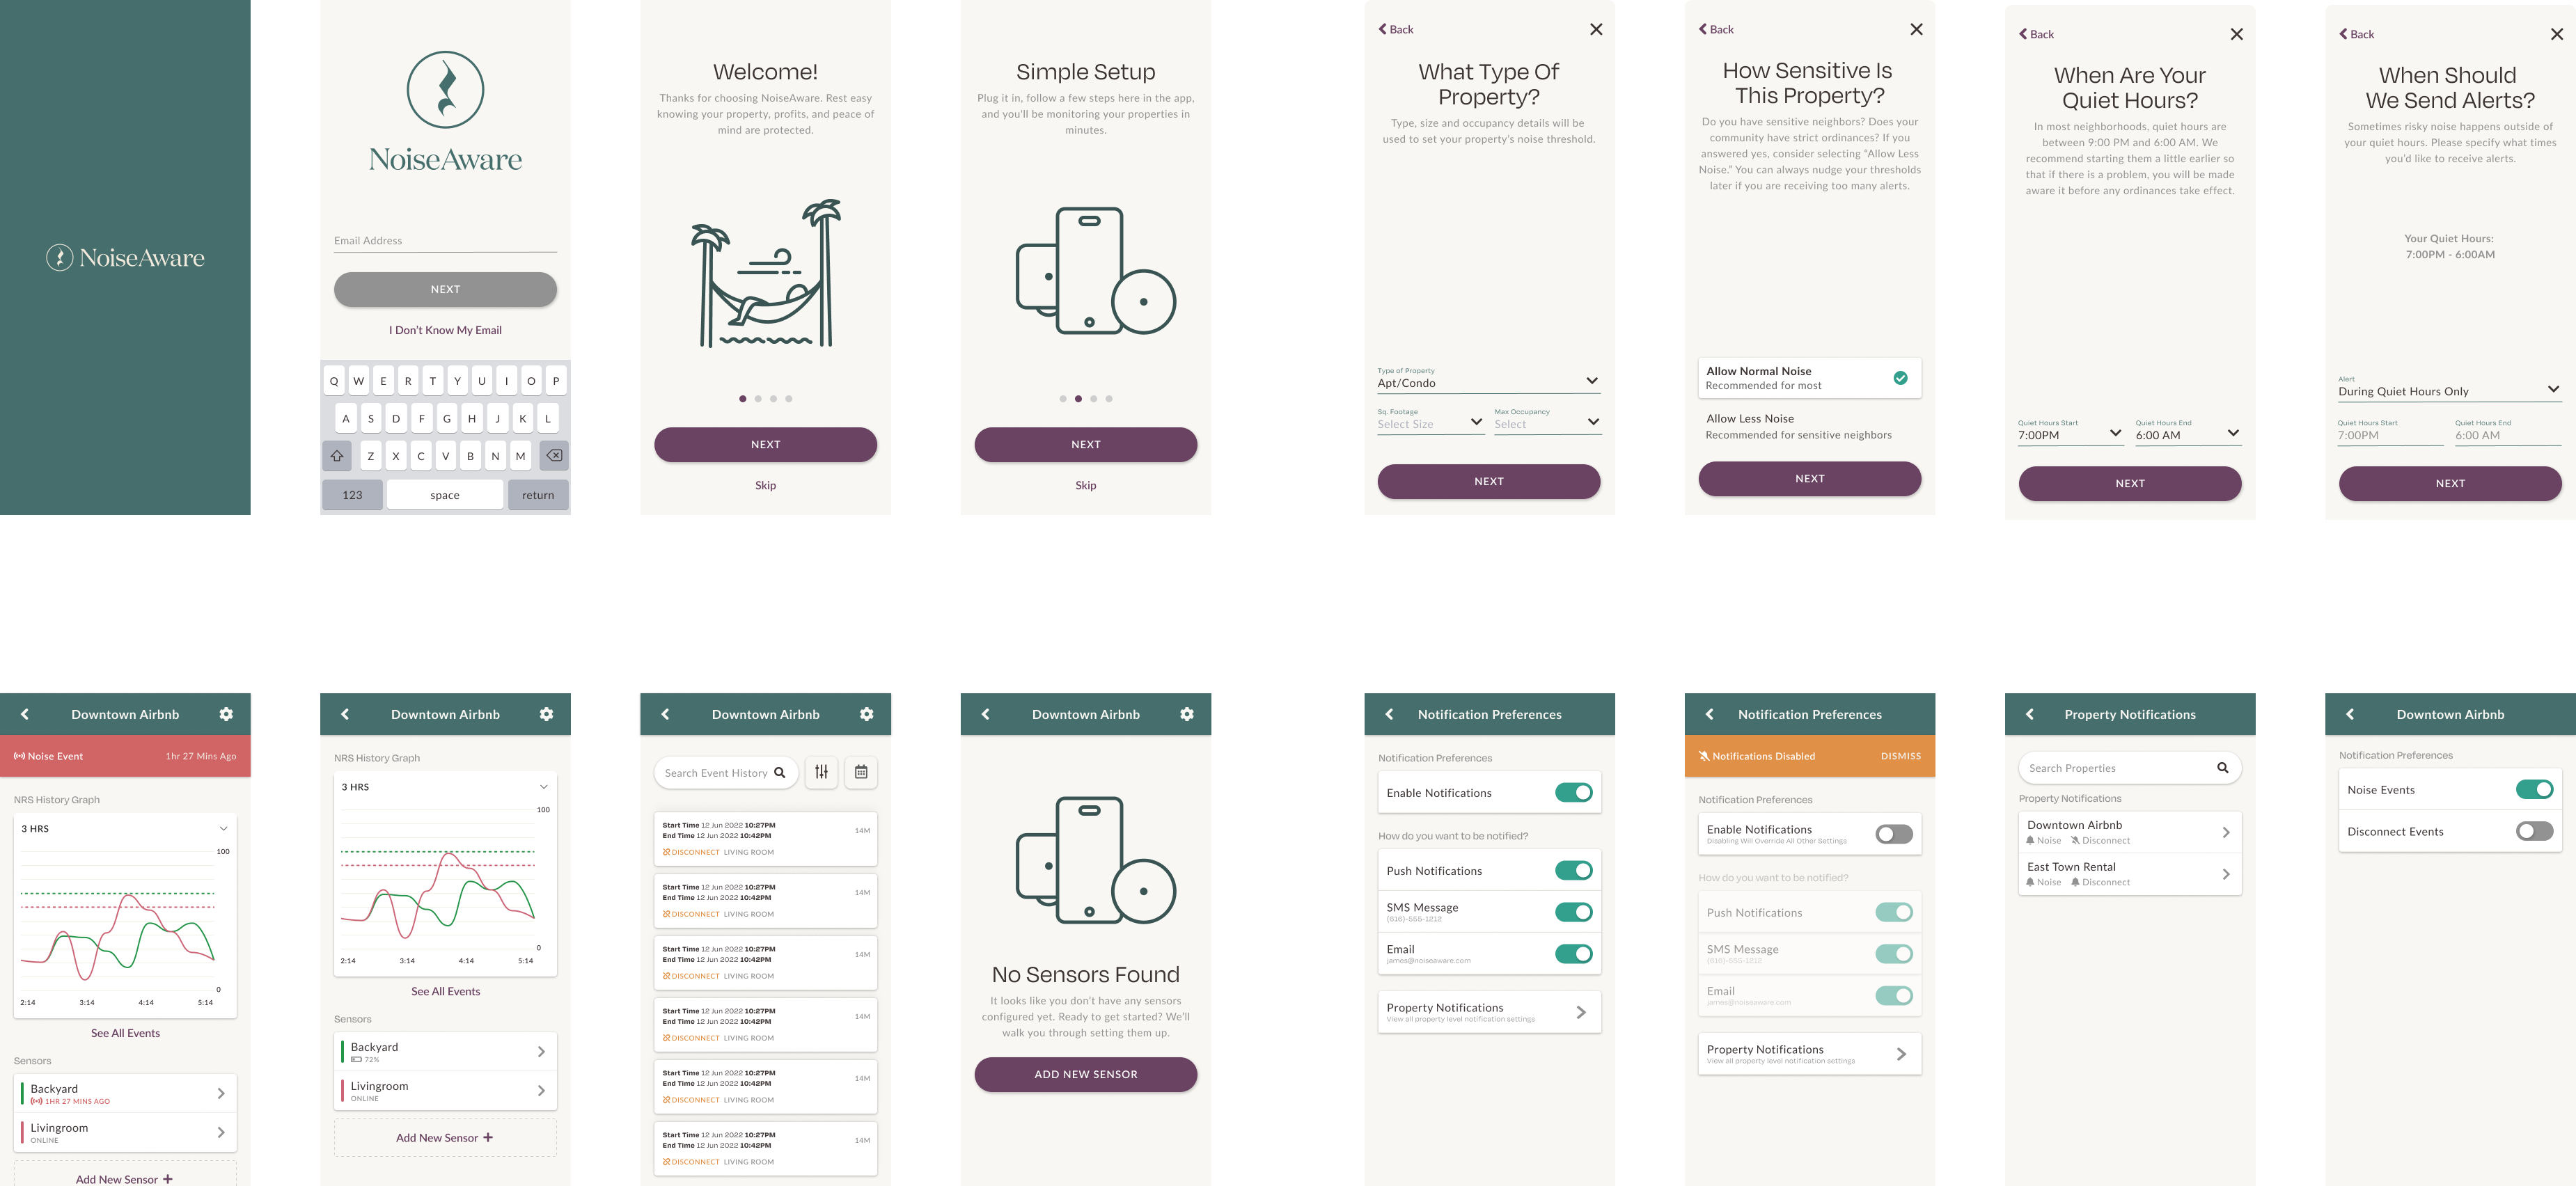 NoiseAware
NoiseAware
Email Address
NEXT
I Don't Know My Email
Q W E R T Y U I O P
A S D F G H J K L
Z X C V B N M
123 space return
Welcome!
Thanks for choosing NoiseAware. Rest easy
knowing your property, profits, and peace of
mind are protected.
NEXT
Skip
Simple Setup
Plug it in, follow a few steps here in the app,
and you'll be monitoring your properties in
minutes.
NEXT
Skip
Back
What Type Of
Property?
Type, size and occupancy details will be
used to set your property's noise threshold.
Type of Property
Apt/Condo
Sq. Footage Max Occupancy
Select Size Select
NEXT
Back
How Sensitive Is
This Property?
Do you have sensitive neighbors? Does your
community have strict ordinances? If you
answered yes, consider selecting “Allow Less
Noise.” You can always nudge your thresholds
later if you are receiving too many alerts.
Allow Normal Noise
Recommended for most
Allow Less Noise
Recommended for sensitive neighbors
NEXT
Back
When Are Your
Quiet Hours?
In most neighborhoods, quiet hours are
between 9:00 PM and 6:00 AM. We
recommend starting them a little earlier so
that if there is a problem, you will be made
aware it before any ordinances take effect.
Quiet Hours Start Quiet Hours End
7:00PM 6:00 AM
NEXT
Back
When Should
We Send Alerts?
Sometimes risky noise happens outside of
your quiet hours. Please specify what times
you'd like to receive alerts.
Your Quiet Hours:
7:00PM - 6:00AM
Alert
During Quiet Hours Only
Quiet Hours Start Quiet Hours End
7:00PM 6:00 AM
NEXT
Downtown Airbnb
Noise Event 1hr 27 Mins Ago
NRS History Graph
3 HRS
100
0
2:14 3:14 4:14 5:14
See All Events
Sensors
Backyard
1HR 27 MINS AGO
Livingroom
ONLINE
Add New Sensor +
Downtown Airbnb
NRS History Graph
3 HRS
100
0
2:14 3:14 4:14 5:14
See All Events
Sensors
Backyard
72%
Livingroom
ONLINE
Add New Sensor +
Downtown Airbnb
Search Event History
Start Time 12 Jun 2022 10:27PM 14M
End Time 12 Jun 2022 10:42PM
DISCONNECT LIVING ROOM
Start Time 12 Jun 2022 10:27PM 14M
End Time 12 Jun 2022 10:42PM
DISCONNECT LIVING ROOM
Start Time 12 Jun 2022 10:27PM 14M
End Time 12 Jun 2022 10:42PM
DISCONNECT LIVING ROOM
Start Time 12 Jun 2022 10:27PM 14M
End Time 12 Jun 2022 10:42PM
DISCONNECT LIVING ROOM
Start Time 12 Jun 2022 10:27PM 14M
End Time 12 Jun 2022 10:42PM
DISCONNECT LIVING ROOM
Start Time 12 Jun 2022 10:27PM 14M
End Time 12 Jun 2022 10:42PM
DISCONNECT LIVING ROOM
Downtown Airbnb
No Sensors Found
It looks like you don't have any sensors
configured yet. Ready to get started? We'll
walk you through setting them up.
ADD NEW SENSOR
Notification Preferences
Notification Preferences
Enable Notifications
How do you want to be notified?
Push Notifications
SMS Message
(616)-555-1212
Email
james@noiseaware.com
Property Notifications
View all property level notification settings
Notification Preferences
Notifications Disabled DISMISS
Notification Preferences
Enable Notifications
Disabling Will Override All Other Settings
How do you want to be notified?
Push Notifications
SMS Message
(616)-555-1212
Email
james@noiseaware.com
Property Notifications
View all property level notification settings
Property Notifications
Search Properties
Property Notifications
Downtown Airbnb
Noise Disconnect
East Town Rental
Noise Disconnect
Downtown Airbnb
Notification Preferences
Noise Events
Disconnect Events